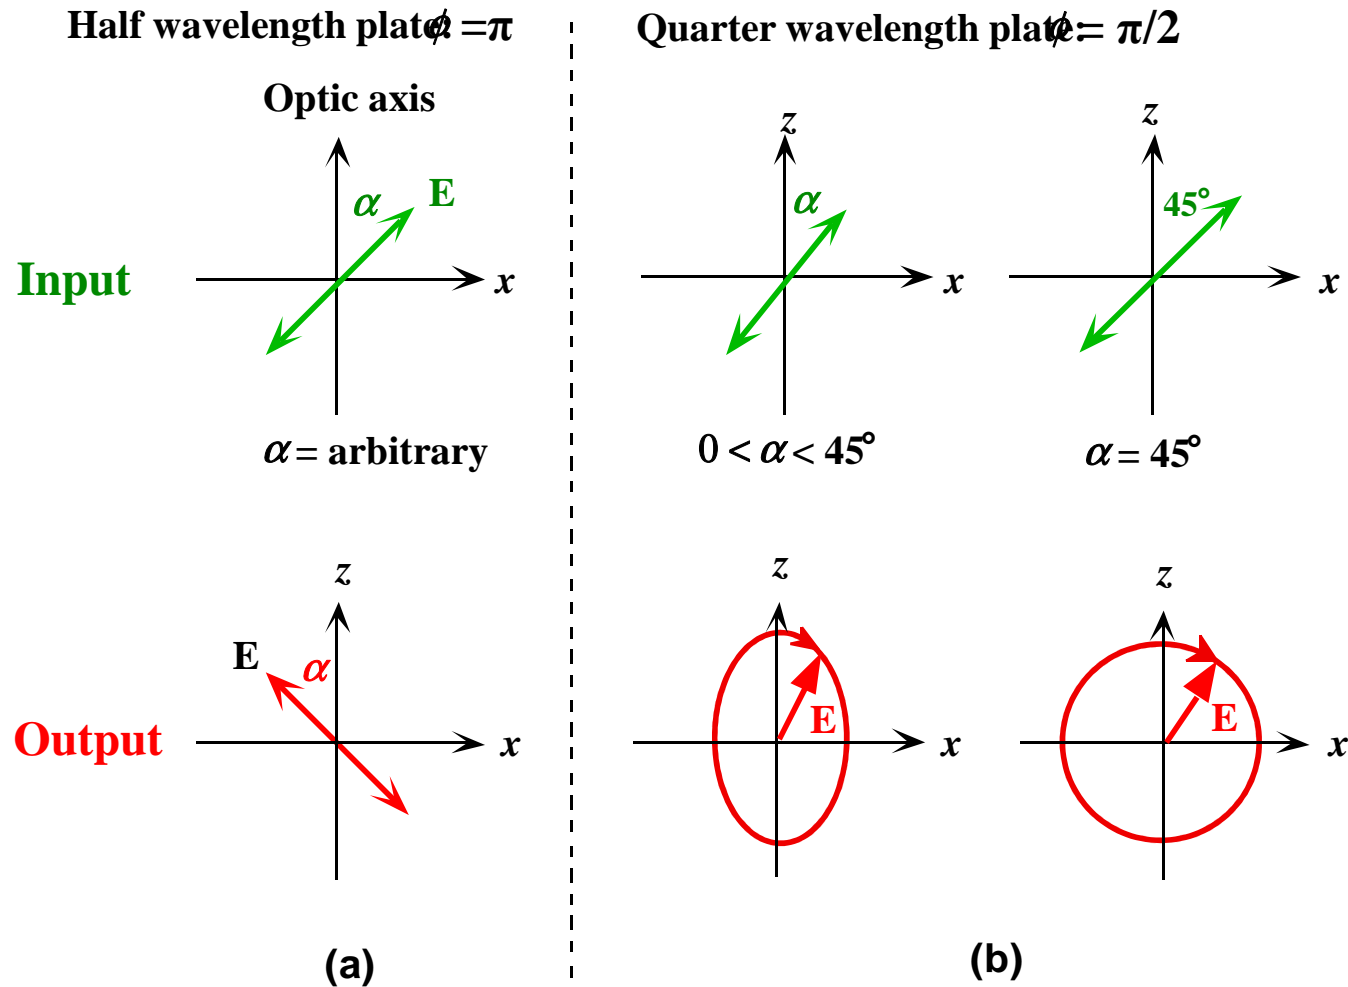 Half wavelength plate: ϕ = π
Quarter wavelength plate: ϕ = π/2
Optic axis
z
z
α
E
α
45°
Input
x
x
x
α = arbitrary
0 < α < 45°
α = 45°
z
z
z
E
α
E
E
Output
x
x
x
(a)
(b)